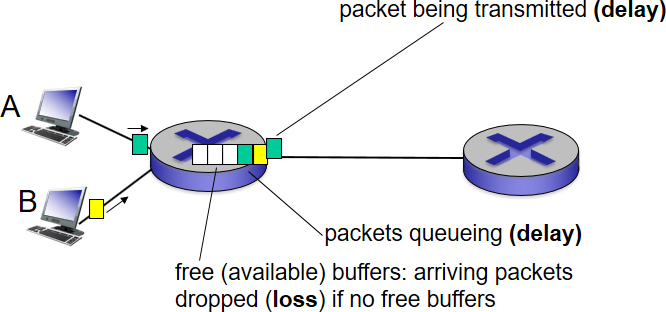 packet being transmitted (delay)
A
B
packets queueing (delay)
free (available) buffers: arriving packets
dropped (loss) if no free buffers